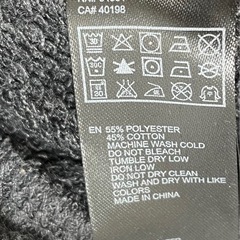 CA# 40198
EN 55% POLYESTER
45% COTTON
MACHINE WASH COLD
DO NOT BLEACH
TUMBLE DRY LOW
IRON LOW
DO NOT DRY CLEAN
WASH AND DRY WITH LIKE
COLORS
MADE IN CHINA